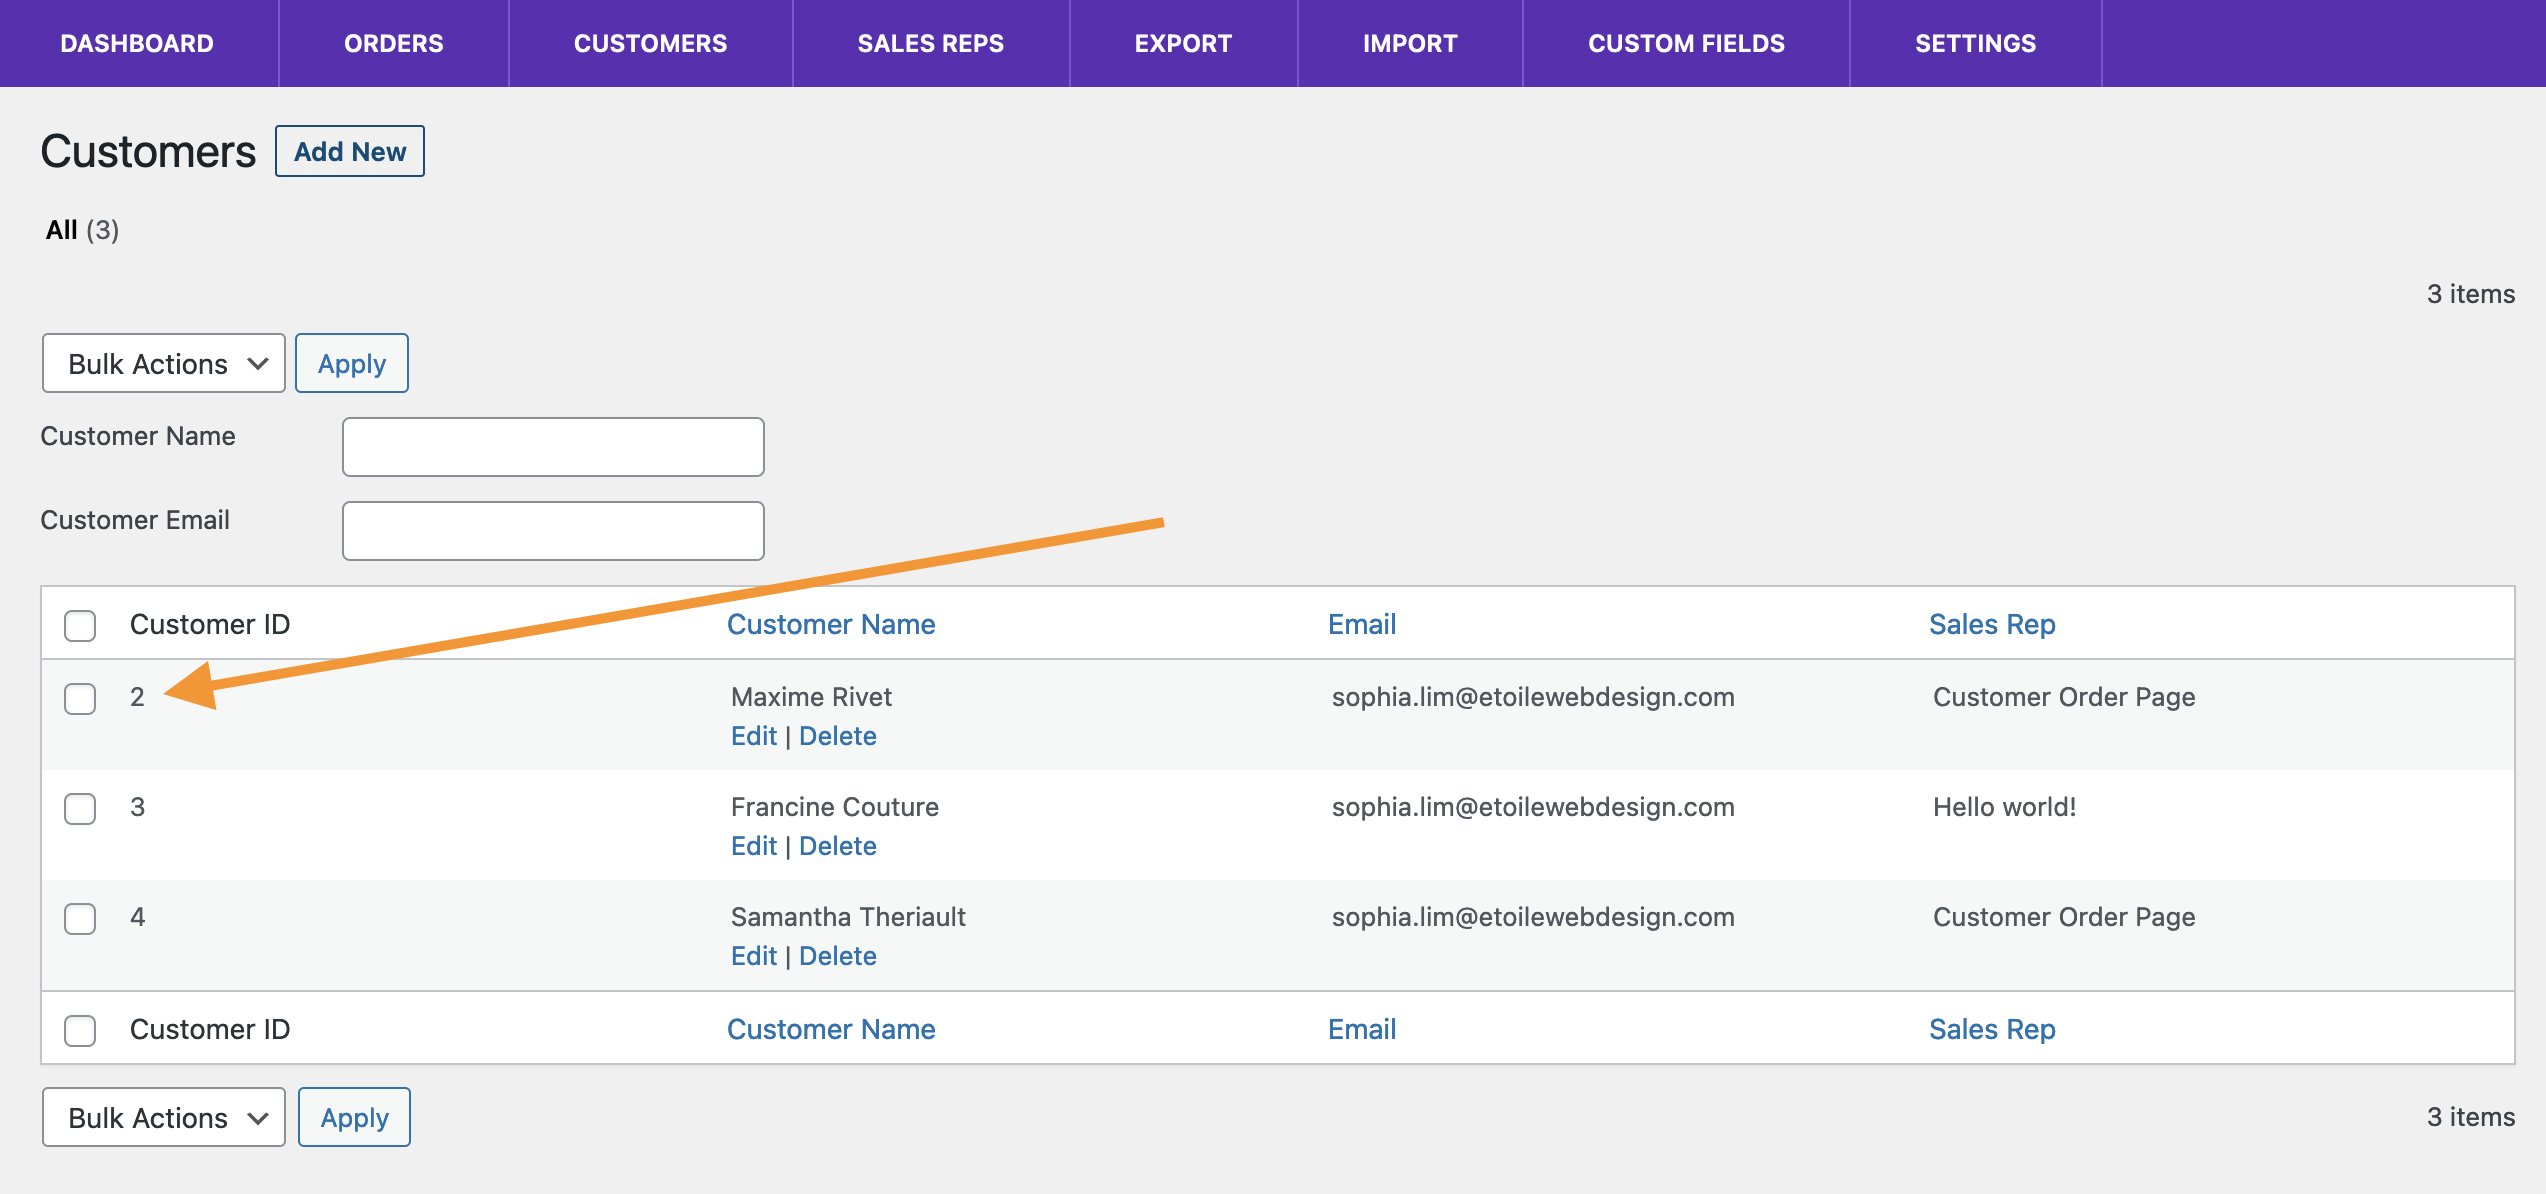 DASHBOARD ORDERS CUSTOMERS SALES REPS EXPORT IMPORT CUSTOM FIELDS SETTINGS
Customers Add New
All (3)
3 items
Bulk Actions Apply
Customer Name
Customer Email
Customer ID Customer Name Email Sales Rep
2 Maxime Rivet sophia.lim@etoilewebdesign.com Customer Order Page
Edit | Delete
3 Francine Couture sophia.lim@etoilewebdesign.com Hello world!
Edit | Delete
4 Samantha Theriault sophia.lim@etoilewebdesign.com Customer Order Page
Edit | Delete
Customer ID Customer Name Email Sales Rep
Bulk Actions Apply 3 items